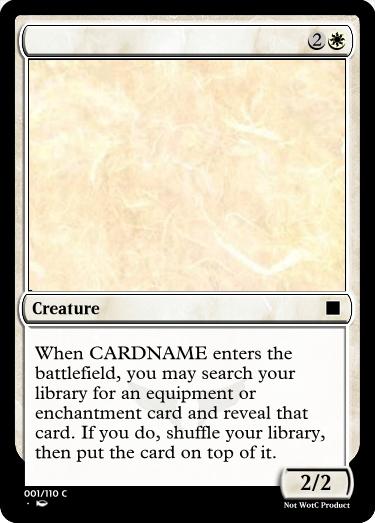 2
Creature
When CARDNAME enters the
battlefield, you may search your
library for an equipment or
enchantment card and reveal that
card. If you do, shuffle your library,
then put the card on top of it.
2/2
001/110 C
Not WotC Product